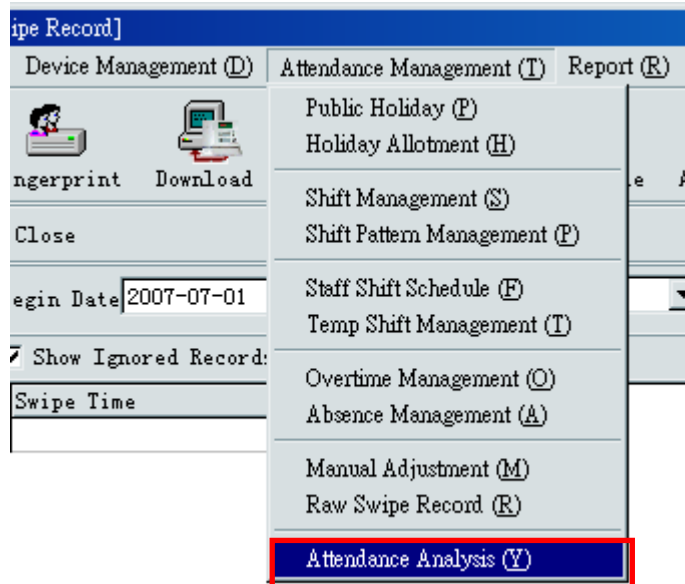 ipe Record]
Device Management (D) Attendance Management (T) Report (R)
Public Holiday (P)
Holiday Allotment (H)
ngerprint Download
Shift Management (S)
Shift Pattern Management (P)
Close
Staff Shift Schedule (F)
Temp Shift Management (T)
egin Date 2007-07-01
Show Ignored Record
Overtime Management (O)
Absence Management (A)
Swipe Time
Manual Adjustment (M)
Raw Swipe Record (R)
Attendance Analysis (Y)